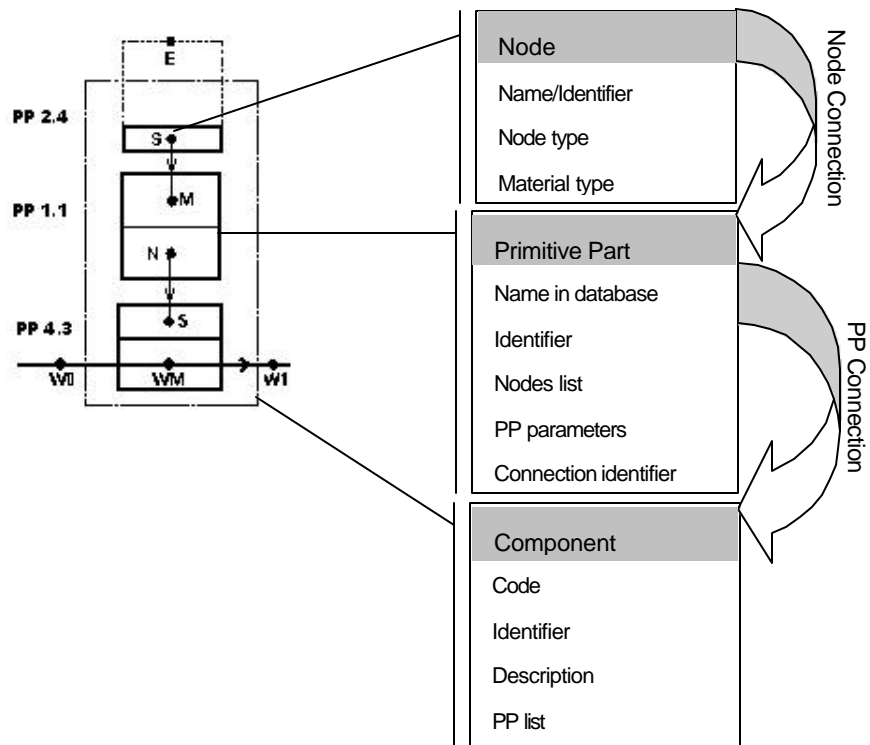 E
PP 2.4
S
PP 1.1
M
N
PP 4.3
S
W0
WM
W1
Node
Name/Identifier
Node type
Material type
Node Connection
Primitive Part
Name in database
Identifier
Nodes list
PP parameters
Connection identifier
PP Connection
Component
Code
Identifier
Description
PP list